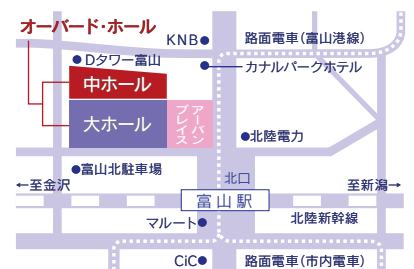 オーバード・ホール
KNB
路面電車(富山港線)
Dタワー富山
カナルパークホテル
中ホール
大ホール
アーバン
プレイス
北陸電力
富山北駐車場
北口
←至金沢
至新潟→
富山駅
マルート
北陸新幹線
CiC
路面電車(市内電車)